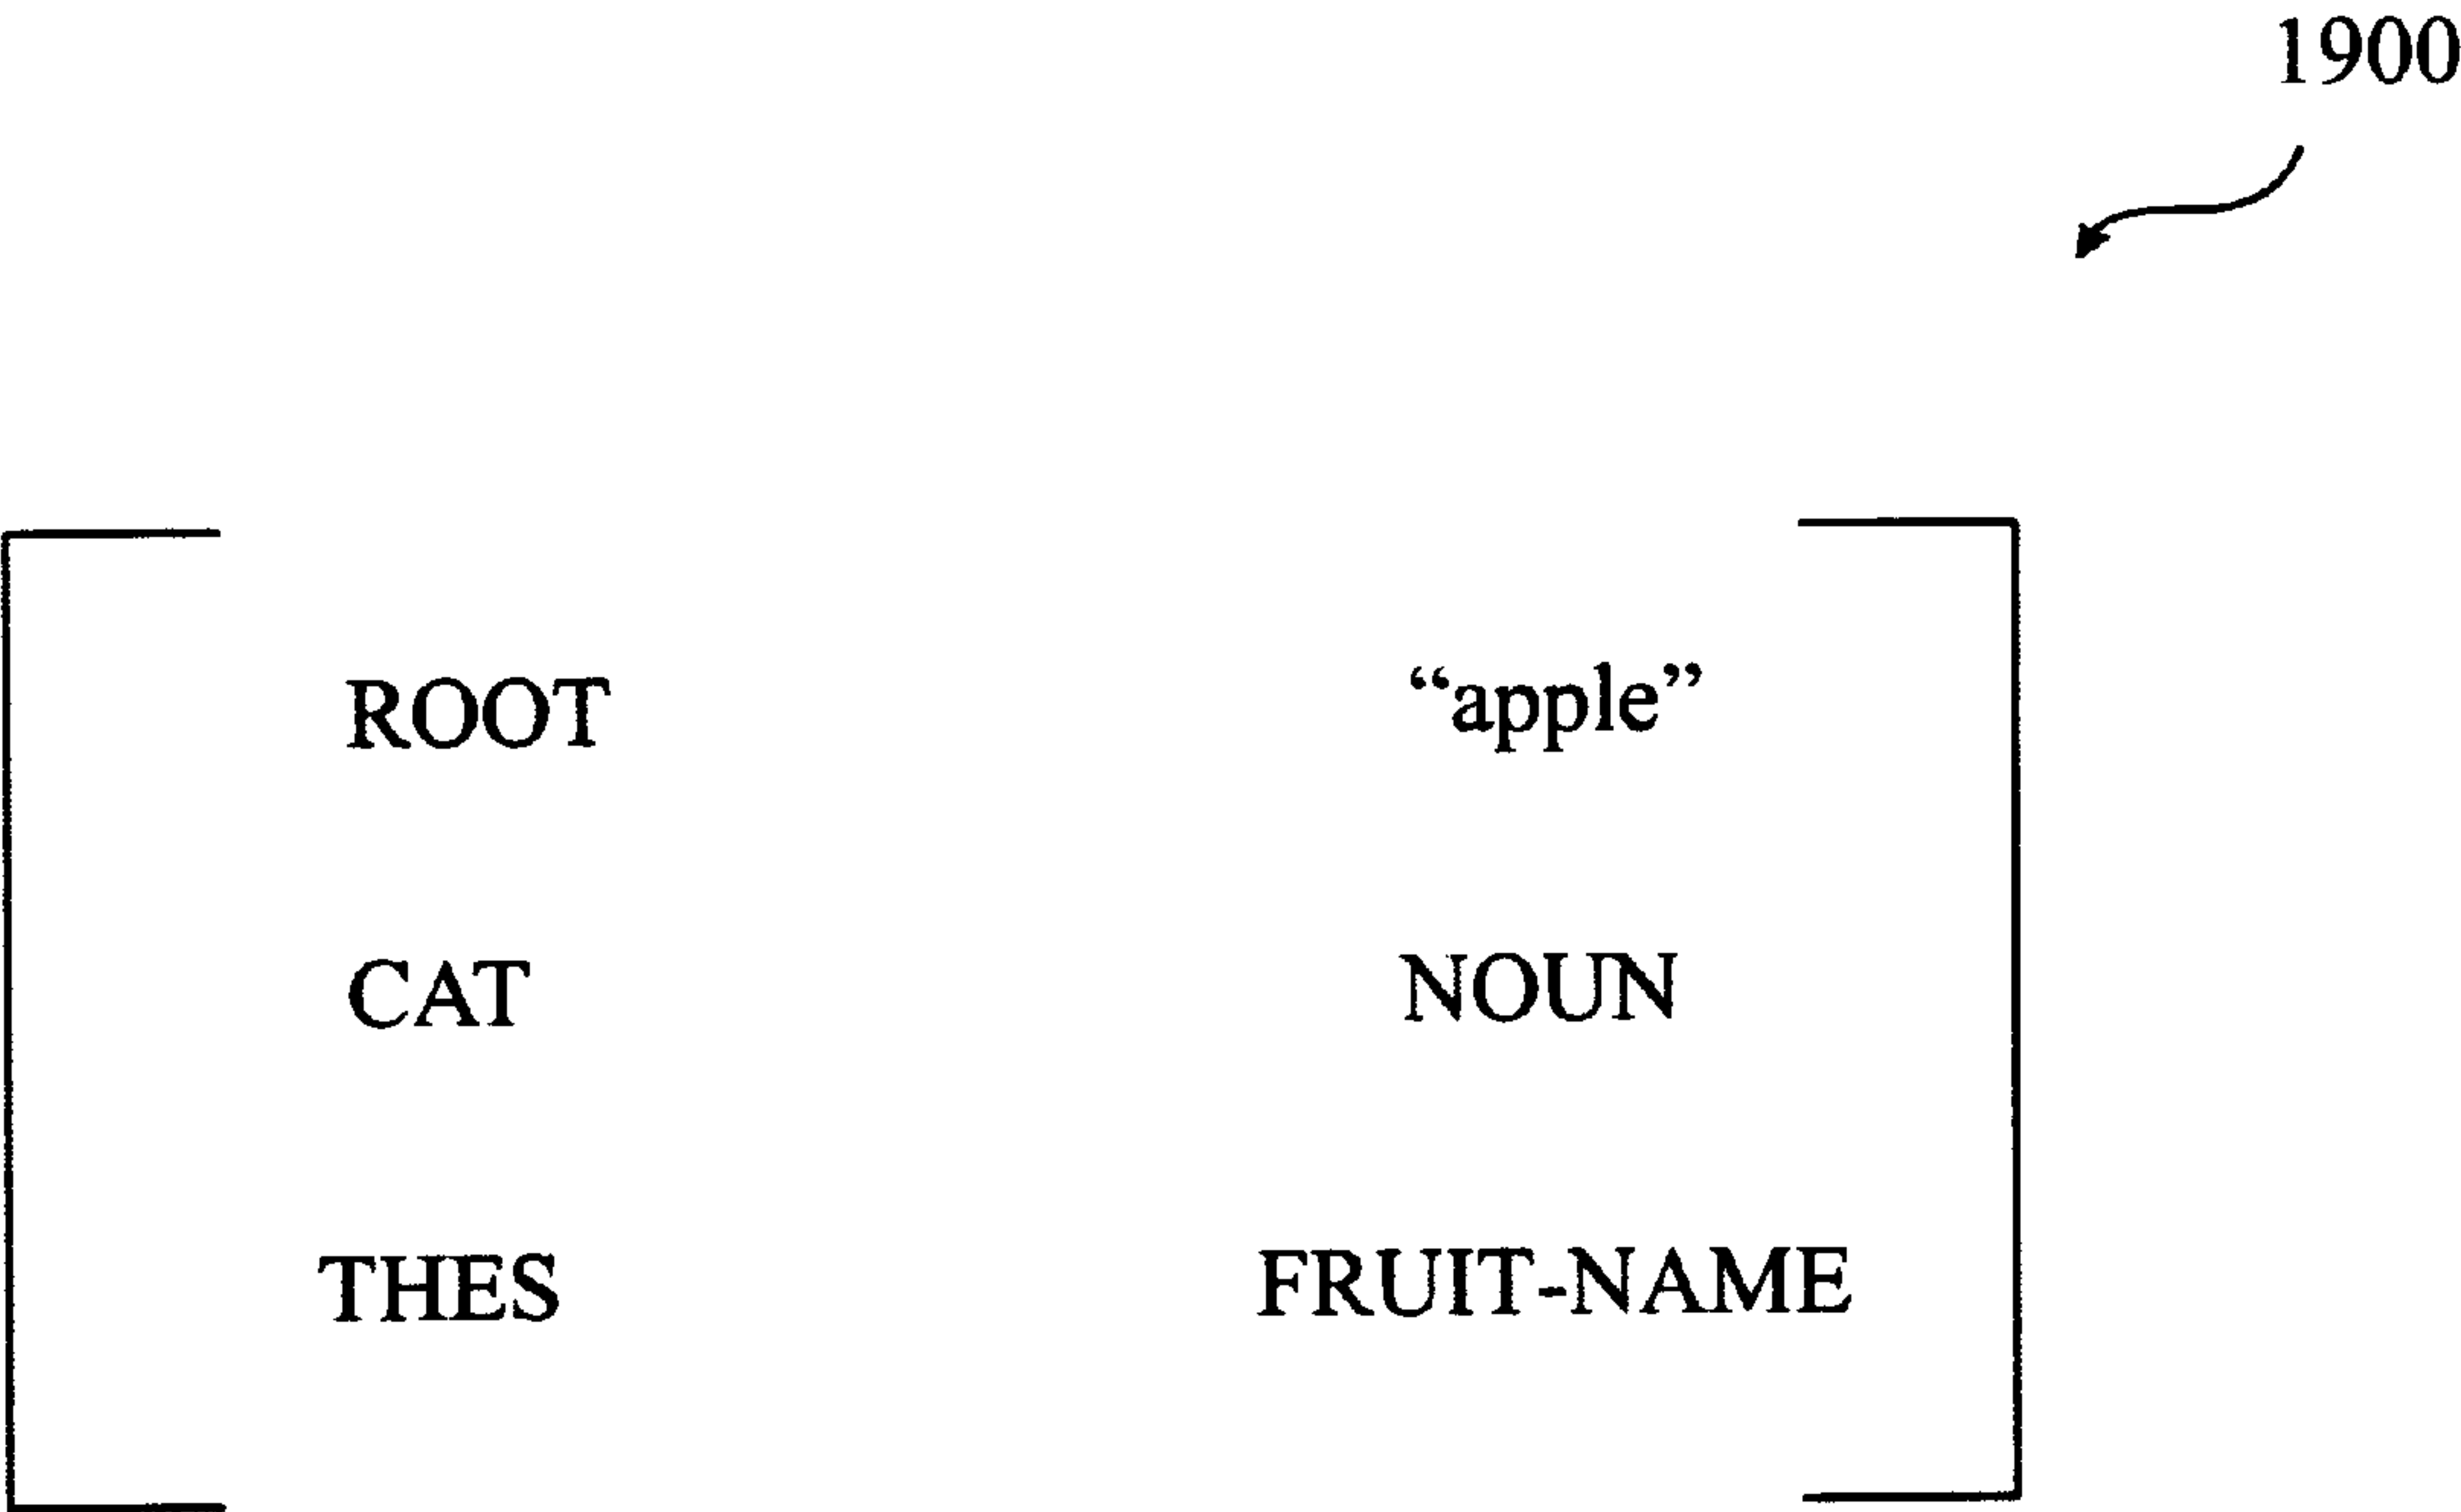 1900
ROOT “apple”
CAT NOUN
THES FRUIT-NAME